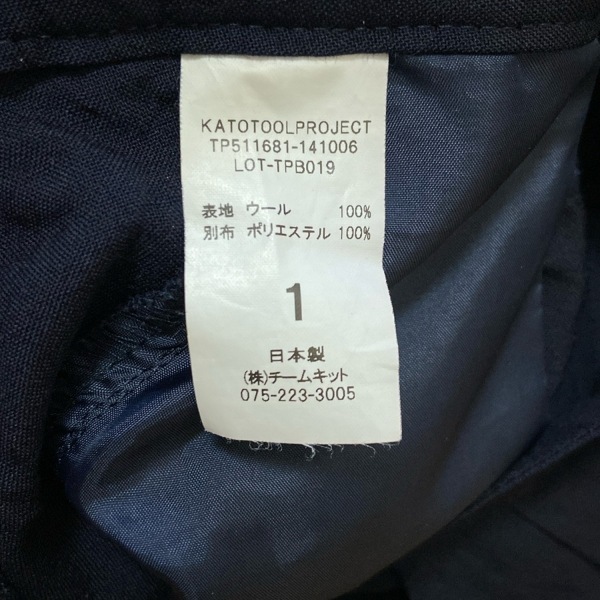 KATOTOOLPROJECT
TP511681-141006
LOT-TPB019
表地 ウール 100%
別布 ポリエステル 100%
1
日本製
(株)チームキット
075-223-3005